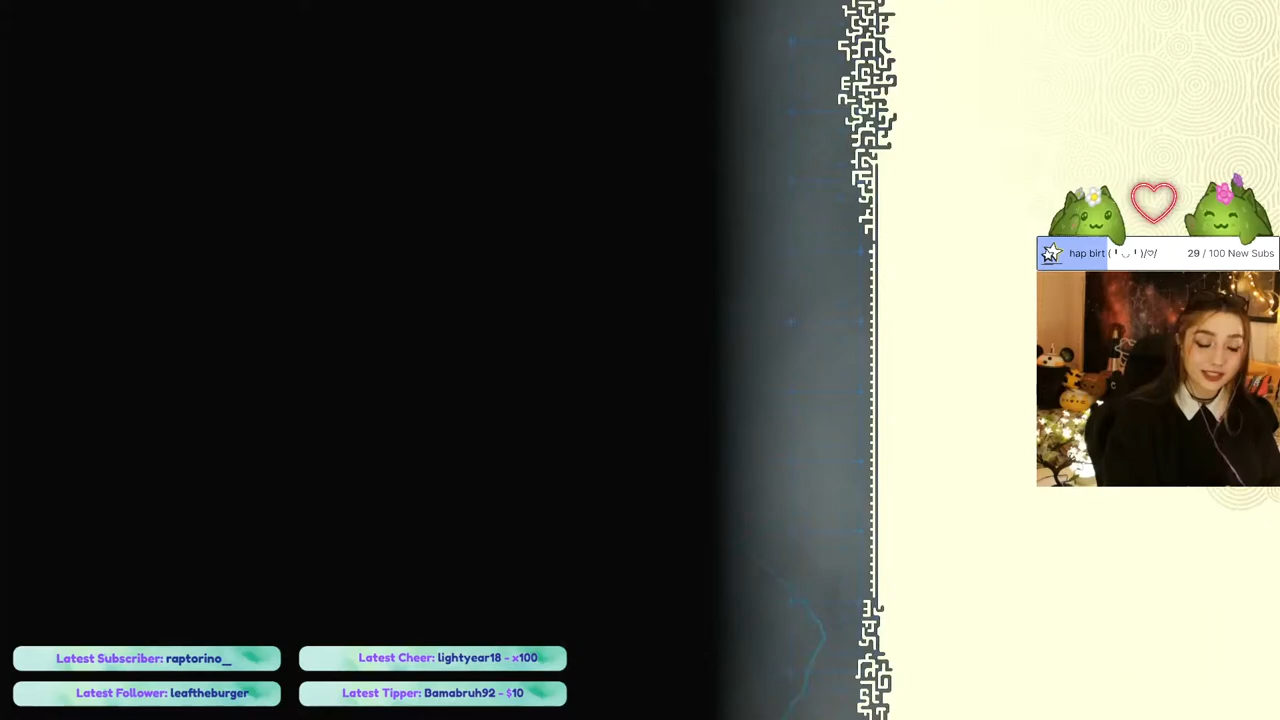 hap birt ( ╹ ◡ ╹ )/♡/ 29 / 100 New Subs
Latest Subscriber: raptorino_
Latest Cheer: lightyear18 - x100
Latest Follower: leaftheburger
Latest Tipper: Bamabruh92 - $10